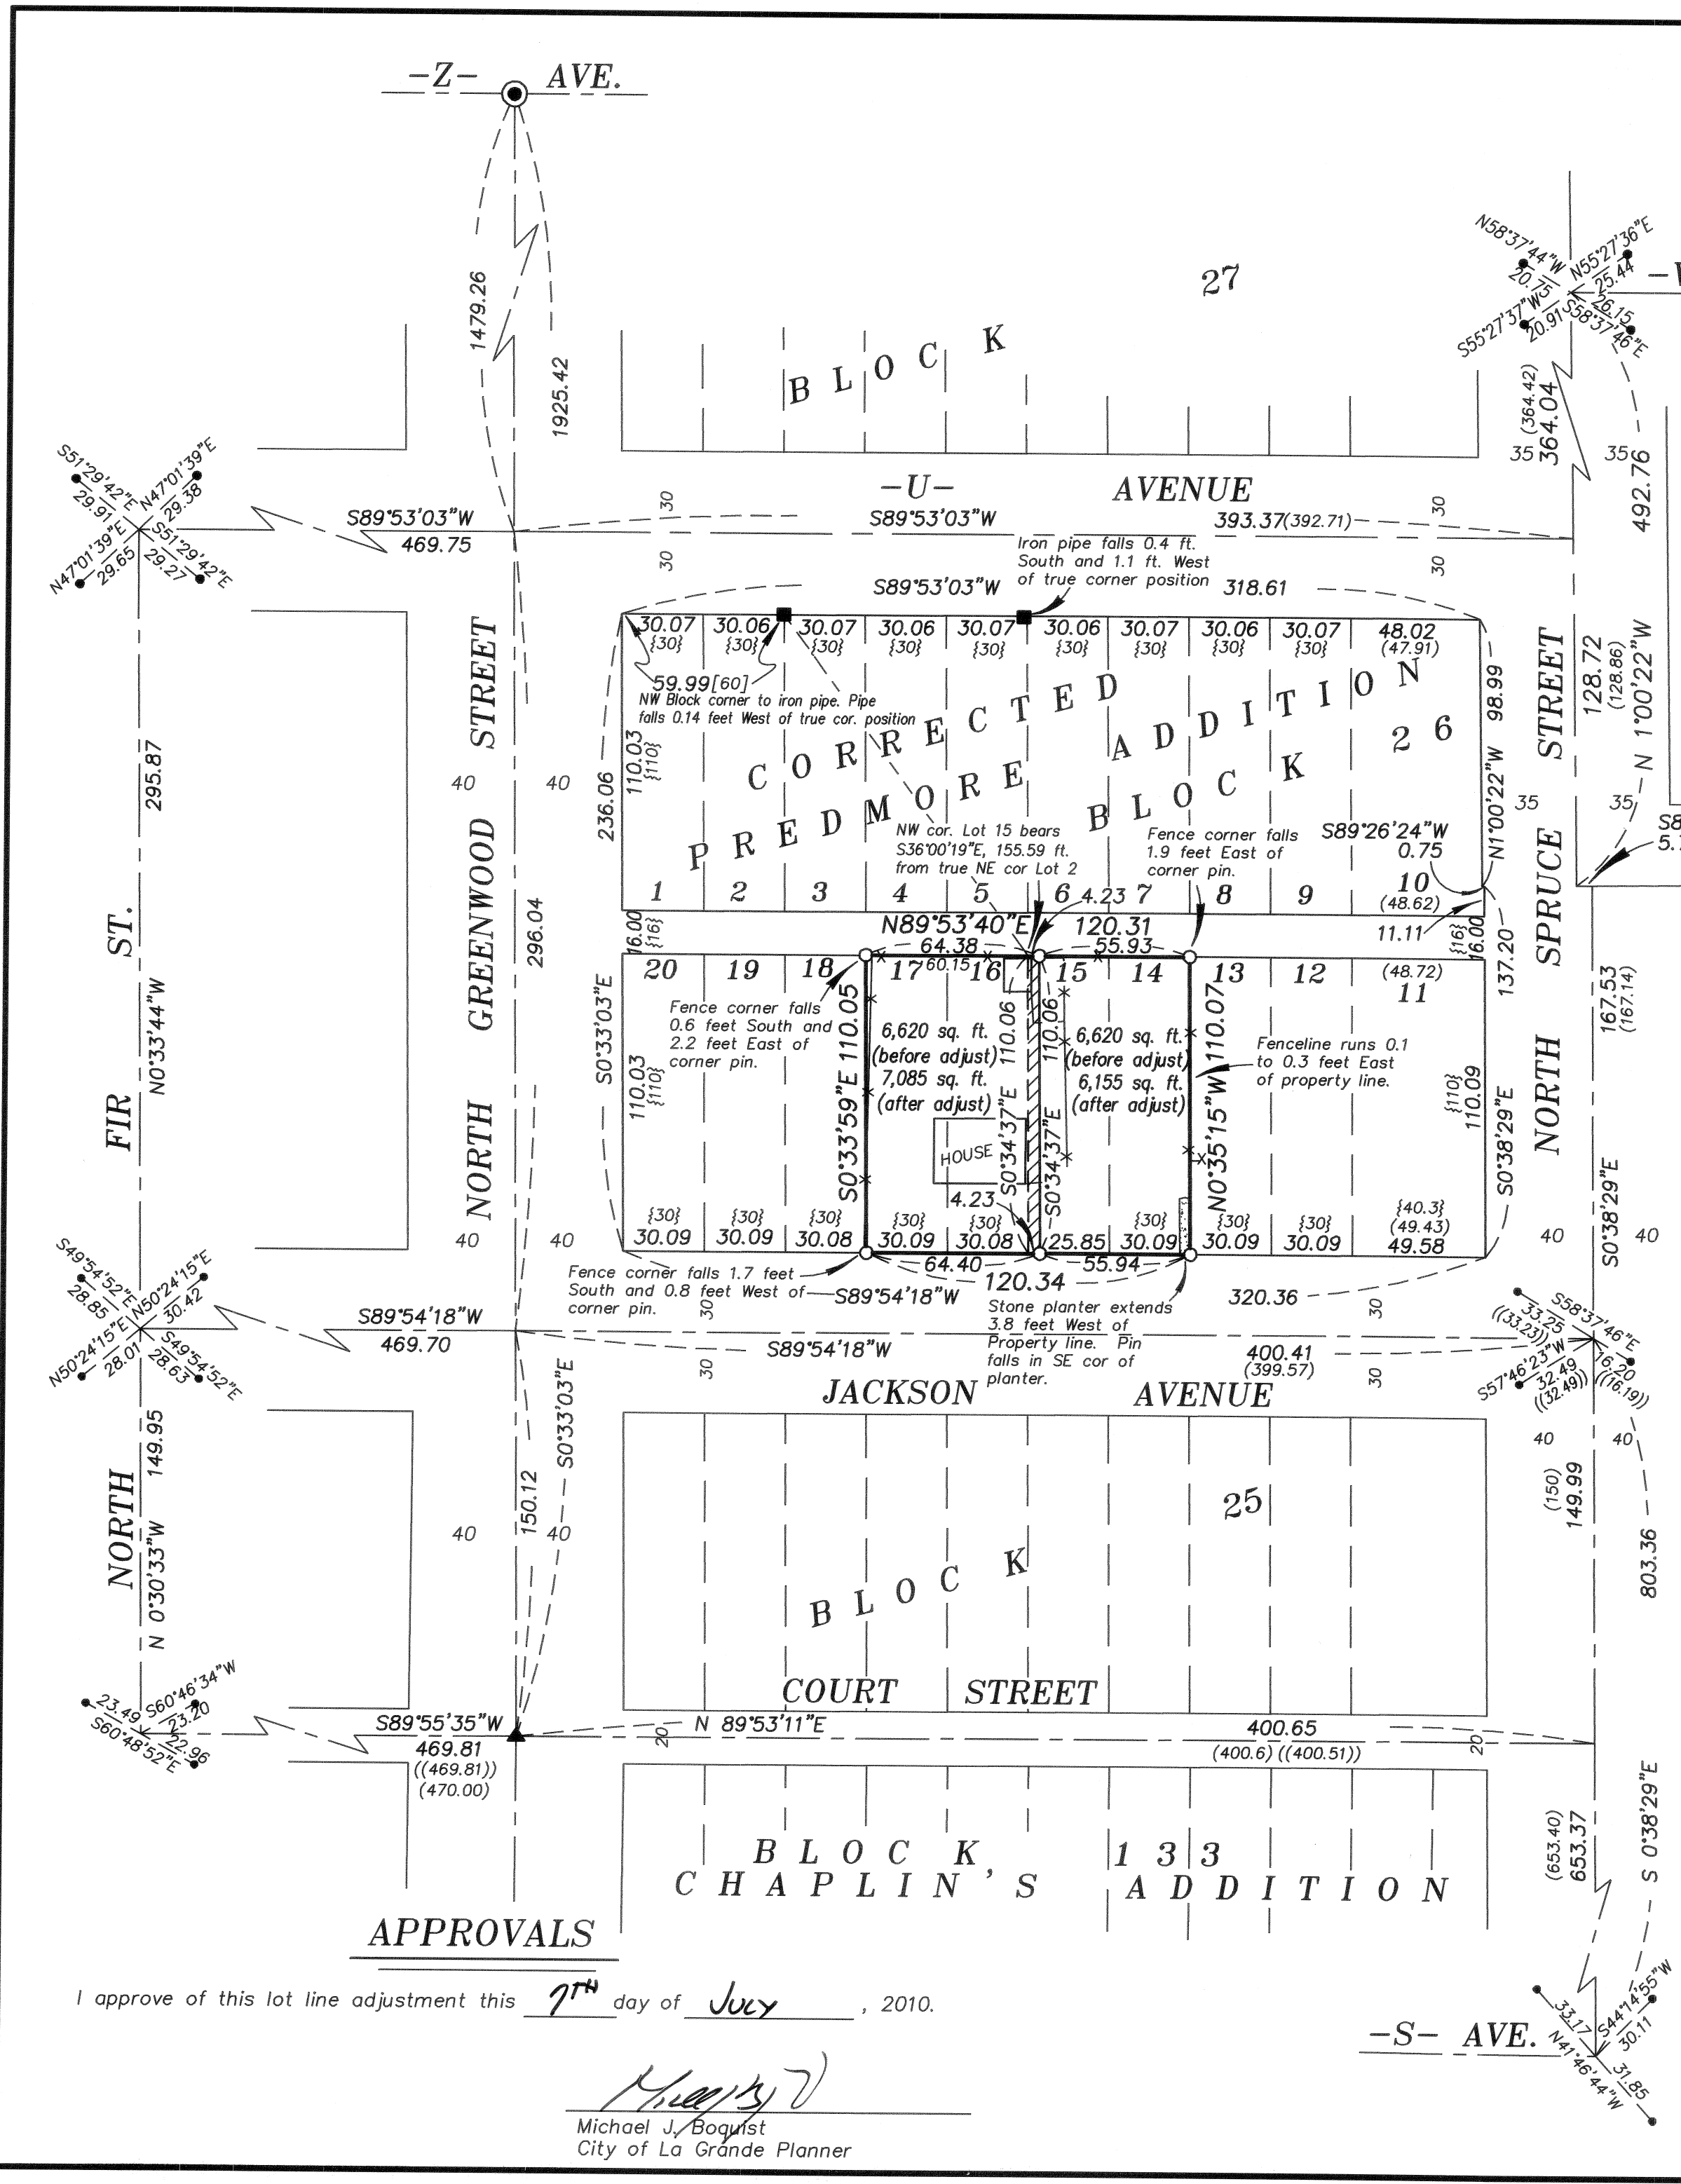 -Z- AVE.
1479.26
1925.42
27
BLOCK
N58°37'44"W
20.75
N55°27'36"E
25.44
S55°27'37"W
20.91
26.15
S58°37'46"E
(364.42)
364.04
35
35
492.76
S51°29'42"E
29.91
N47°01'39"E
29.38
N47°01'39"E
29.65
S51°29'42"E
29.27
-U- AVENUE
30
30
S89°53'03"W
469.75
S89°53'03"W
393.37(392.71)
30
30
Iron pipe falls 0.4 ft.
South and 1.1 ft. West
of true corner position
S89°53'03"W
318.61
30.07 30.06 30.07 30.06 30.07 30.06 30.07 30.06 30.07 48.02
{30} {30} {30} {30} {30} {30} {30} {30} {30} (47.91)
59.99[60]
NW Block corner to iron pipe. Pipe
falls 0.14 feet West of true cor. position
CORRECTED
PREDMORE ADDITION
BLOCK 26
110.03
{110}
236.06
98.99
N1°00'22"W
128.72
(128.86)
N 1°00'22"W
295.87
40
40
35
35
NORTH GREENWOOD STREET
NORTH SPRUCE STREET
NORTH FIR ST.
NW cor. Lot 15 bears
S36°00'19"E, 155.59 ft.
from true NE cor Lot 2
Fence corner falls
1.9 feet East of
corner pin.
S89°26'24"W
0.75
1 2 3 4 5 6 7 8 9 10
(48.62)
4.23
N89°53'40"E
120.31
11.11
16.00
{16}
{16}
16.00
64.38
55.93
60.15
20 19 18 17 16 15 14 13 12 11
(48.72)
296.04
N0°33'44"W
S0°33'03"E
137.20
167.53
(167.14)
Fence corner falls
0.6 feet South and
2.2 feet East of
corner pin.
S0°33'59"E 110.05
6,620 sq. ft.
(before adjust)
7,085 sq. ft.
(after adjust)
110.06
S0°34'37"E
110.06
S0°34'37"E
6,620 sq. ft.
(before adjust)
6,155 sq. ft.
(after adjust)
N0°35'15"W 110.07
Fenceline runs 0.1
to 0.3 feet East
of property line.
110.03
{110}
{110}
110.09
S0°38'29"E
S0°38'29"E
HOUSE
4.23
{30} {30} {30} {30} {30} {30} {30} {30} {40.3}
(49.43)
30.09 30.09 30.08 30.09 30.08 25.85 30.09 30.09 30.09 49.58
40
40
40
40
64.40
55.94
120.34
Fence corner falls 1.7 feet
South and 0.8 feet West of
corner pin.
S89°54'18"W
320.36
Stone planter extends
3.8 feet West of
Property line. Pin
falls in SE cor of
planter.
30
30
30
30
S49°54'52"E
28.85
N50°24'15"E
30.42
N50°24'15"E
28.01
S49°54'52"E
28.63
S89°54'18"W
469.70
S89°54'18"W
400.41
(399.57)
S58°37'46"E
33.25
((33.23))
S57°46'23"W
32.49
((32.49))
16.20
((16.19))
JACKSON AVENUE
149.95
N 0°30'33"W
S0°33'03"E
150.12
40
40
40
40
(150)
149.99
803.36
25
BLOCK
COURT STREET
S60°46'34"W
23.20
23.49
S60°48'52"E
22.96
S89°55'35"W
469.81
((469.81))
(470.00)
N 89°53'11"E
400.65
(400.6) ((400.51))
20
20
BLOCK 133
CHAPLIN'S ADDITION
(653.40)
653.37
S 0°38'29"E
APPROVALS
I approve of this lot line adjustment this 7TH day of JULY, 2010.
Michael J. Boquist
City of La Grande Planner
-S- AVE.
33.17
N41°46'44"W
S44°14'55"W
30.11
31.85